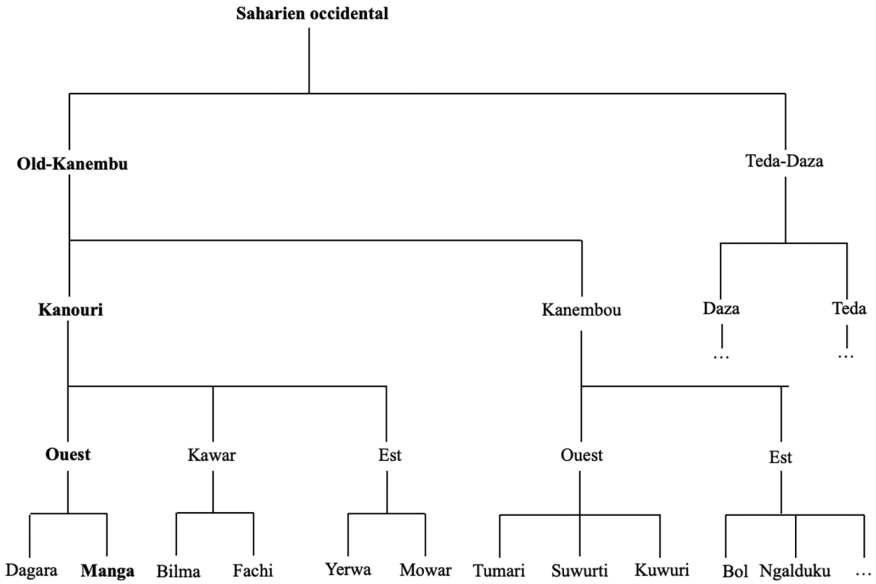 Saharien occidental
Old-Kanembu Teda-Daza
Kanouri Kanembou Daza Teda
… …
Ouest Kawar Est Ouest Est
Dagara Manga Bilma Fachi Yerwa Mowar Tumari Suwurti Kuwuri Bol Ngalduku …